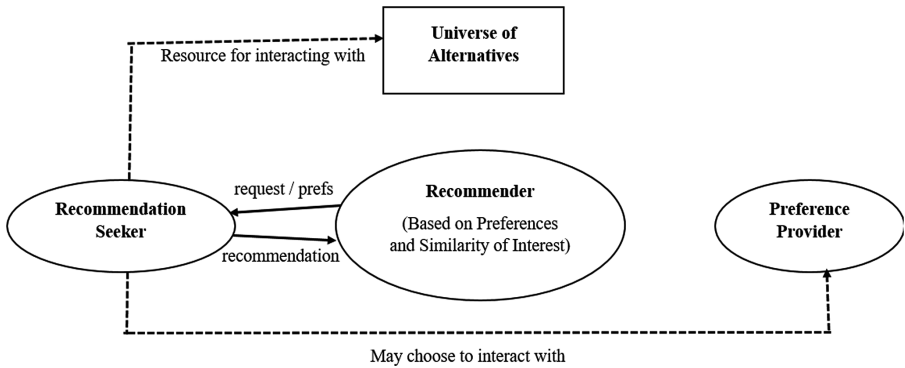 Universe of
Alternatives
Resource for interacting with
request / prefs
Recommendation
Seeker
recommendation
Recommender
(Based on Preferences
and Similarity of Interest)
Preference
Provider
May choose to interact with